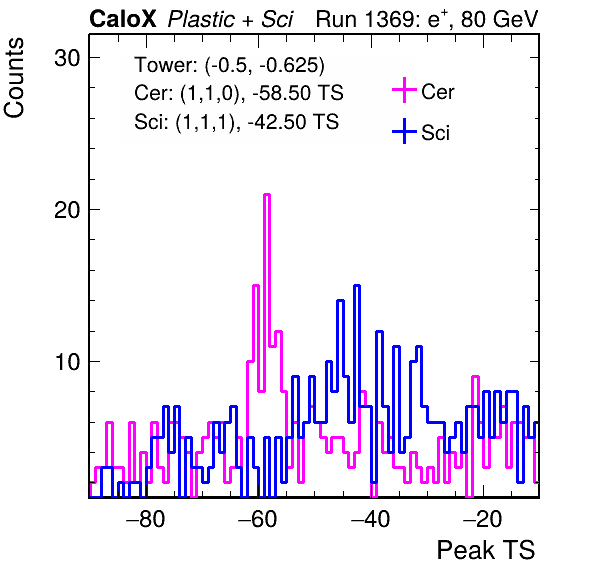 CaloX Plastic + Sci Run 1369: e+, 80 GeV
Counts
Tower: (-0.5, -0.625)
Cer: (1,1,0), -58.50 TS
Sci: (1,1,1), -42.50 TS
Cer
Sci
30
20
10
−80 −60 −40 −20
Peak TS